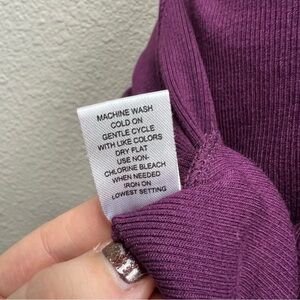 MACHINE WASH
COLD ON
GENTLE CYCLE
WITH LIKE COLORS
DRY FLAT
USE NON-
CHLORINE BLEACH
WHEN NEEDED
IRON ON
LOWEST SETTING